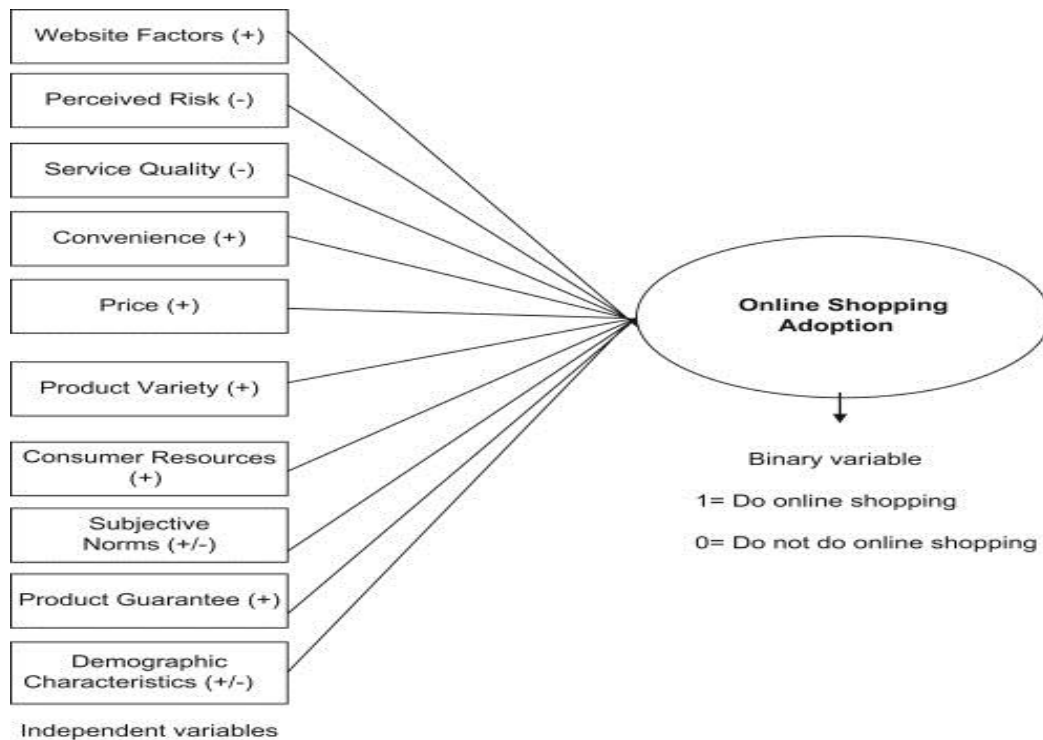 Website Factors (+)
Perceived Risk (-)
Service Quality (-)
Convenience (+)
Price (+)
Product Variety (+)
Consumer Resources
(+)
Subjective
Norms (+/-)
Product Guarantee (+)
Demographic
Characteristics (+/-)
Independent variables
Online Shopping
Adoption
Binary variable
1= Do online shopping
0= Do not do online shopping